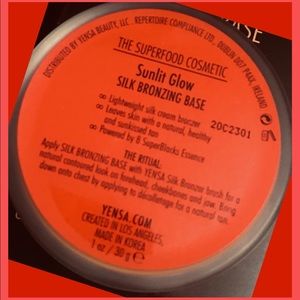 DISTRIBUTED BY YENSA BEAUTY, LLC. REPERTOIRE COMPLIANCE LTD., DUBLIN D07 P4AX, IRELAND
THE SUPERFOOD COSMETIC
Sunlit Glow
SILK BRONZING BASE
∞ Lightweight silk cream bronzer
∞ Leaves skin with a natural, healthy
and sunkissed tan
∞ Powered by 8 SuperBlacks Essence
20C2301
THE RITUAL:
Apply SILK BRONZING BASE with YENSA Silk Bronzer brush for a
natural contoured look on forehead, cheekbones and jaw. Bring
down onto chest by applying to décolletage for a natural tan.
YENSA.COM
CREATED IN LOS ANGELES,
MADE IN KOREA
1 oz / 30 g ℮